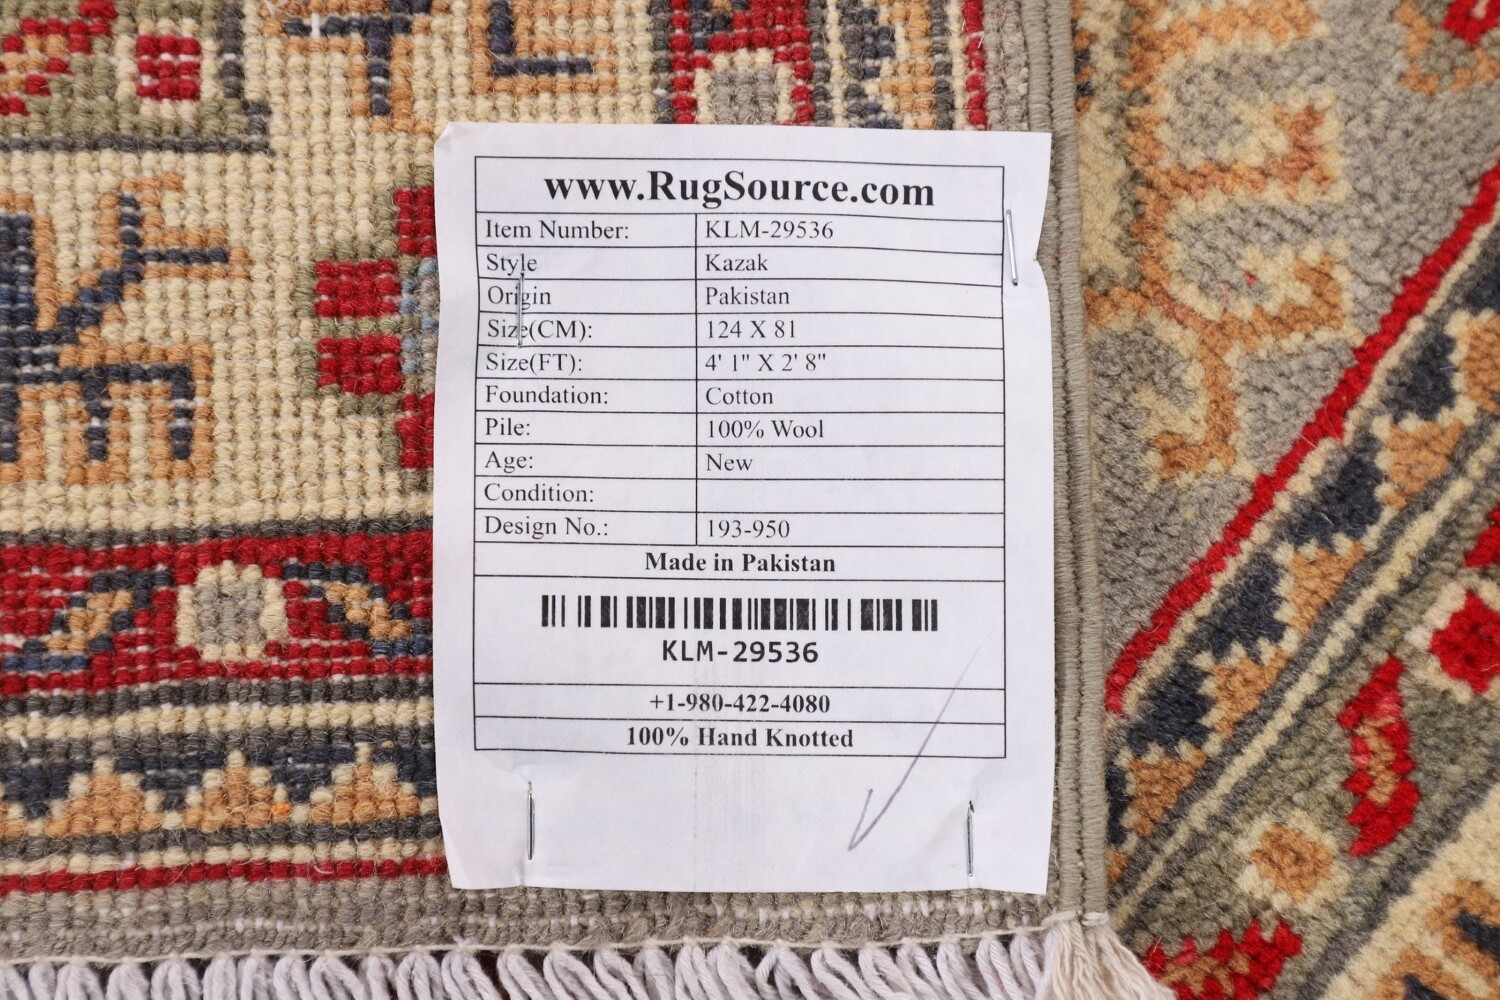 www.RugSource.com
Item Number: KLM-29536
Style Kazak
Origin Pakistan
Size(CM): 124 X 81
Size(FT): 4' 1" X 2' 8"
Foundation: Cotton
Pile: 100% Wool
Age: New
Condition:
Design No.: 193-950
Made in Pakistan
KLM-29536
+1-980-422-4080
100% Hand Knotted